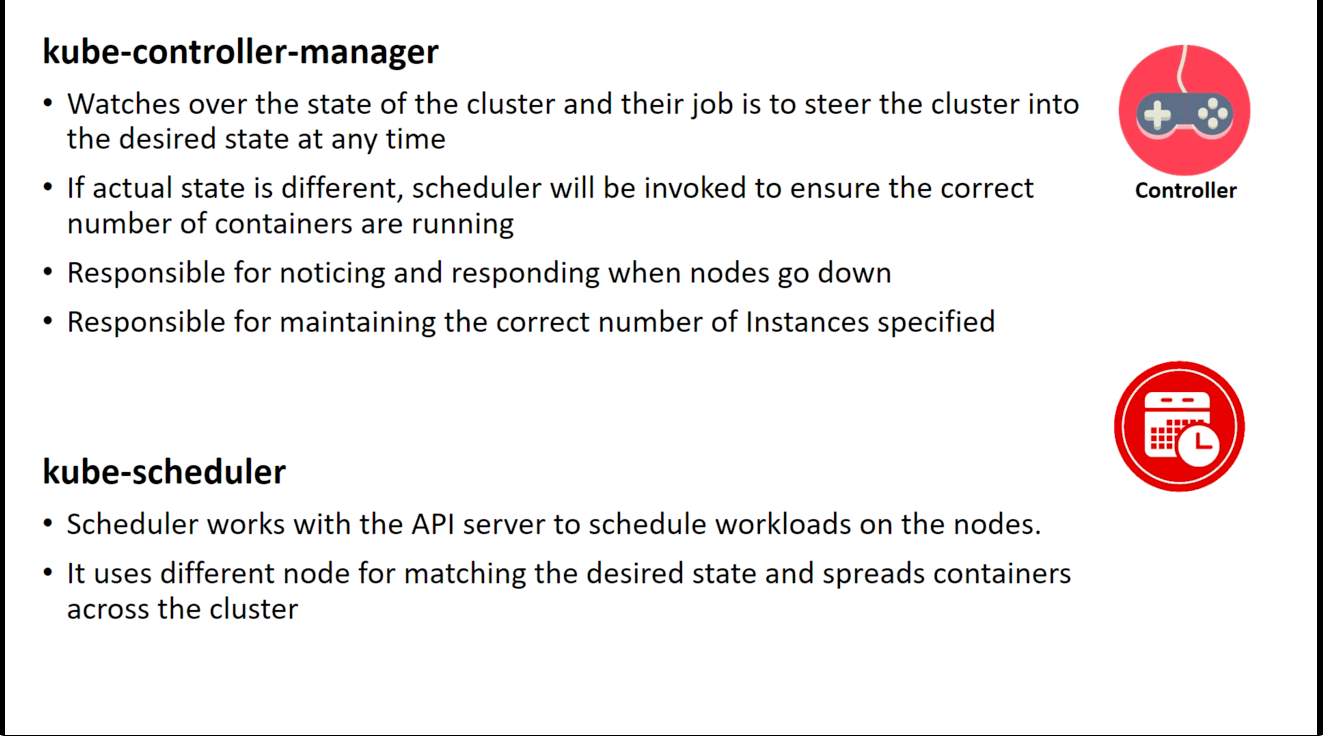 kube-controller-manager
• Watches over the state of the cluster and their job is to steer the cluster into
the desired state at any time
• If actual state is different, scheduler will be invoked to ensure the correct
number of containers are running
• Responsible for noticing and responding when nodes go down
• Responsible for maintaining the correct number of Instances specified
Controller
kube-scheduler
• Scheduler works with the API server to schedule workloads on the nodes.
• It uses different node for matching the desired state and spreads containers
across the cluster